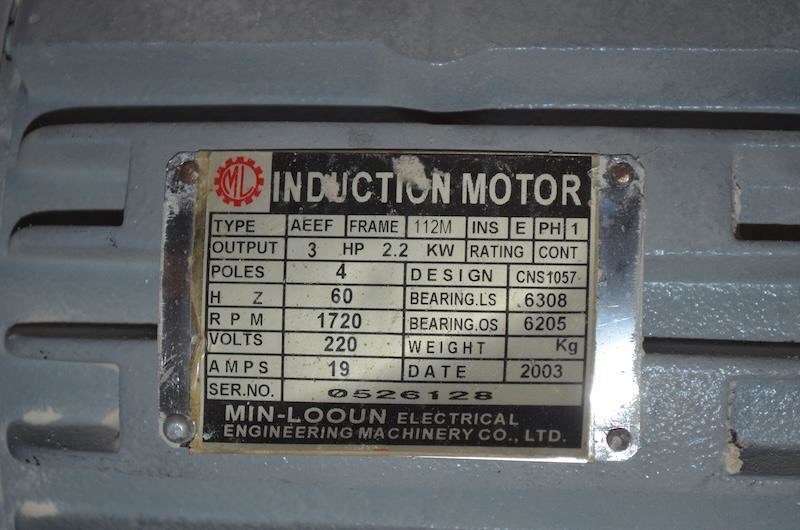 ML INDUCTION MOTOR
TYPE AEEF FRAME 112M INS E PH 1
OUTPUT 3 HP 2.2 KW RATING CONT
POLES 4 DESIGN CNS1057
HZ 60 BEARING.LS 6308
RPM 1720 BEARING.OS 6205
VOLTS 220 WEIGHT Kg
AMPS 19 DATE 2003
SER.NO. 0526128
MIN-LOOUN ELECTRICAL
ENGINEERING MACHINERY CO., LTD.